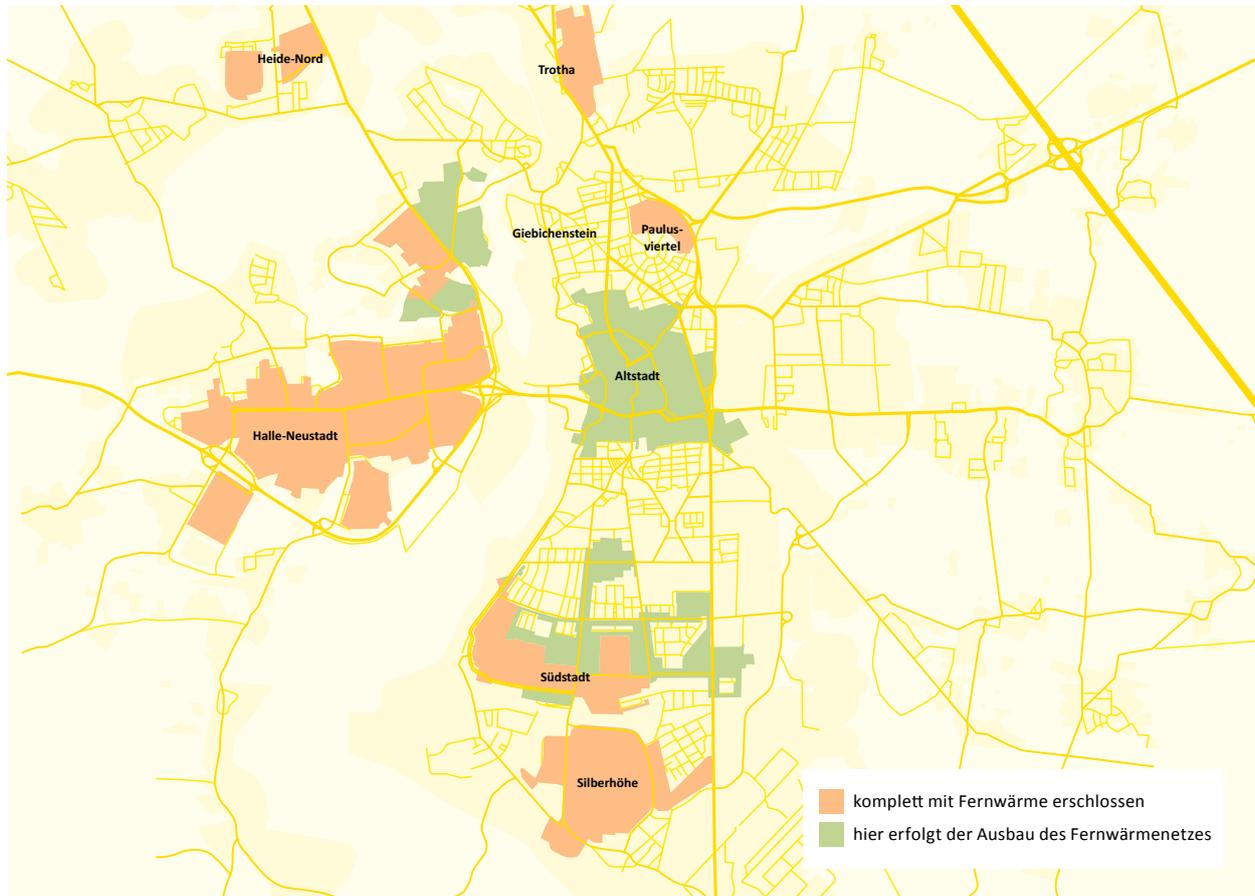 Heide-Nord
Trotha
Giebichenstein
Paulus-
viertel
Altstadt
Halle-Neustadt
Südstadt
Silberhöhe
komplett mit Fernwärme erschlossen
hier erfolgt der Ausbau des Fernwärmenetzes